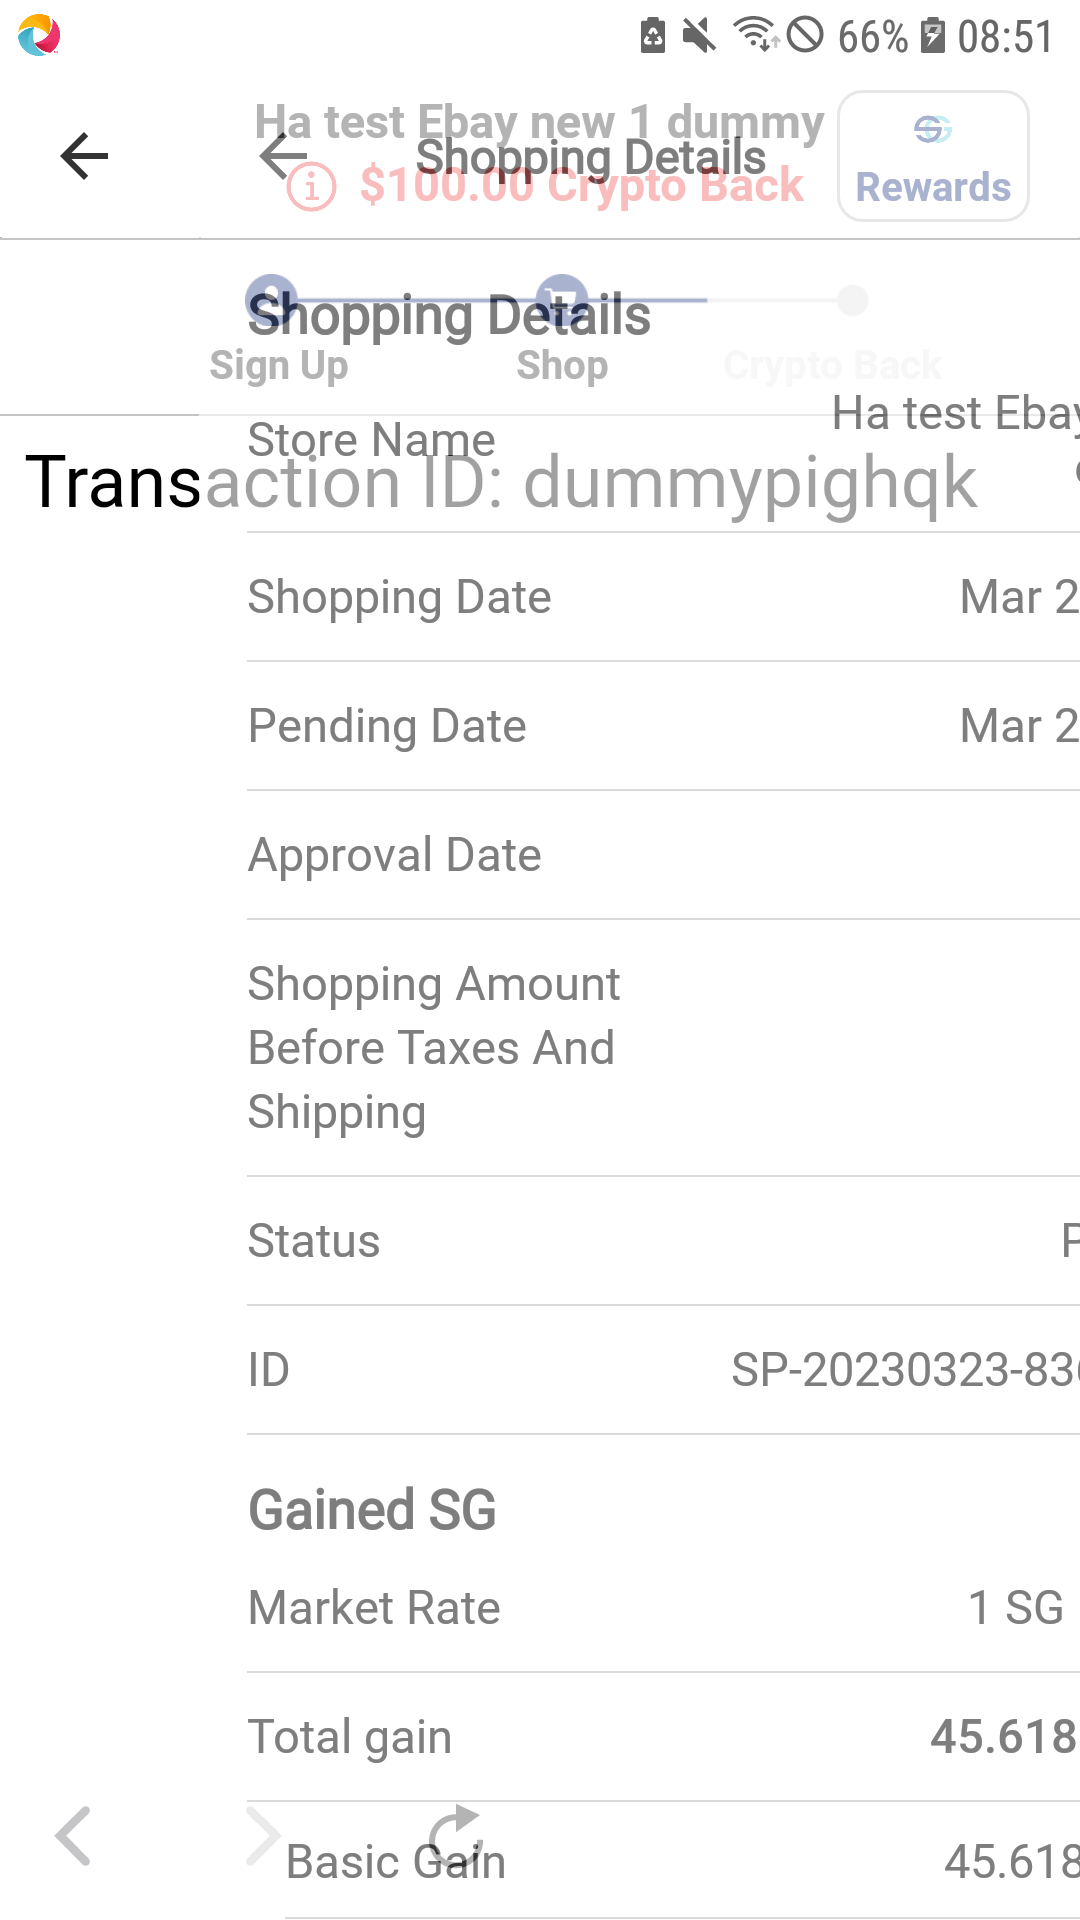 66% 08:51
Ha test Ebay new 1 dummy
Shopping Details
$100.00 Crypto Back
Rewards
Shopping Details
Sign Up Shop Crypto Back
Store Name Ha test Ebay
Transaction ID: dummypighqk
Shopping Date Mar 2
Pending Date Mar 2
Approval Date
Shopping Amount
Before Taxes And
Shipping
Status P
ID SP-20230323-836
Gained SG
Market Rate 1 SG
Total gain 45.618
Basic Gain 45.618